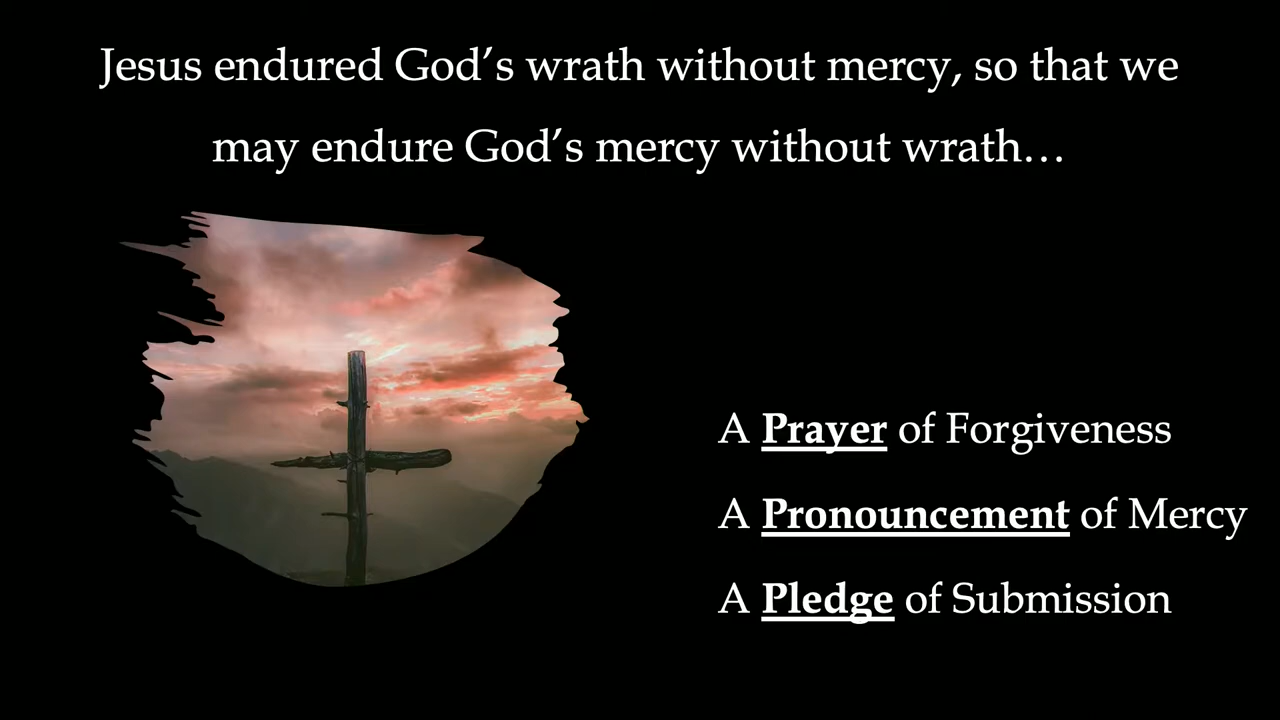 Jesus endured God’s wrath without mercy, so that we
may endure God’s mercy without wrath…
A Prayer of Forgiveness
A Pronouncement of Mercy
A Pledge of Submission